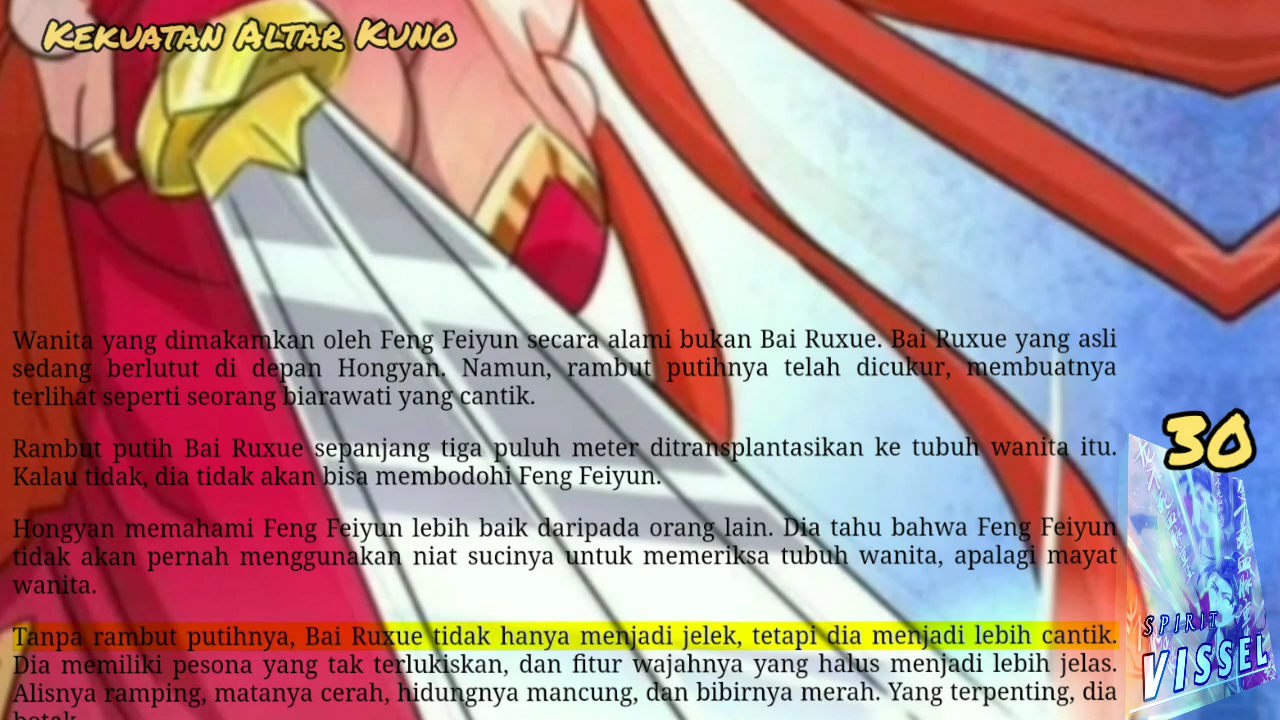 Kekuatan Altar Kuno
Wanita yang dimakamkan oleh Feng Feiyun secara alami bukan Bai Ruxue. Bai Ruxue yang asli
sedang berlutut di depan Hongyan. Namun, rambut putihnya telah dicukur, membuatnya
terlihat seperti seorang biarawati yang cantik.
Rambut putih Bai Ruxue sepanjang tiga puluh meter ditransplantasikan ke tubuh wanita itu.
Kalau tidak, dia tidak akan bisa membodohi Feng Feiyun.
Hongyan memahami Feng Feiyun lebih baik daripada orang lain. Dia tahu bahwa Feng Feiyun
tidak akan pernah menggunakan niat sucinya untuk memeriksa tubuh wanita, apalagi mayat
wanita.
Tanpa rambut putihnya, Bai Ruxue tidak hanya menjadi jelek, tetapi dia menjadi lebih cantik.
Dia memiliki pesona yang tak terlukiskan, dan fitur wajahnya yang halus menjadi lebih jelas.
Alisnya ramping, matanya cerah, hidungnya mancung, dan bibirnya merah. Yang terpenting, dia
botak.
30
SPIRIT
VISSEL